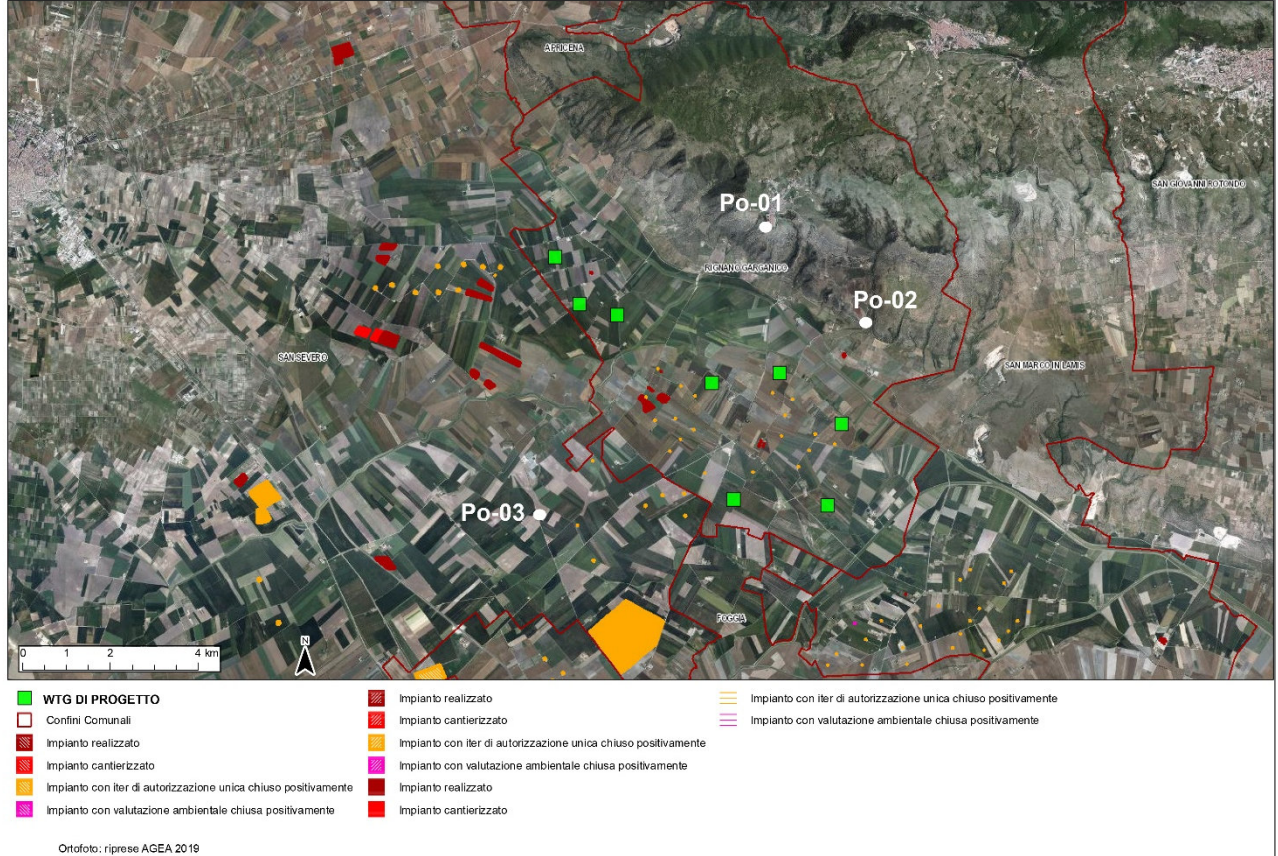 APRICENA
SAN GIOVANNI ROTONDO
Po-01
RIGNANO GARGANICO
Po-02
SAN SEVERO
SAN MARCO IN LAMIS
Po-03
FOGGIA
N
0 1 2 4 km
WTG DI PROGETTO
Confini Comunali
Impianto realizzato
Impianto cantierizzato
Impianto con iter di autorizzazione unica chiuso positivamente
Impianto con valutazione ambientale chiusa positivamente
Impianto realizzato
Impianto cantierizzato
Impianto con iter di autorizzazione unica chiuso positivamente
Impianto con valutazione ambientale chiusa positivamente
Impianto realizzato
Impianto cantierizzato
Impianto con iter di autorizzazione unica chiuso positivamente
Impianto con valutazione ambientale chiusa positivamente
Ortofoto: riprese AGEA 2019